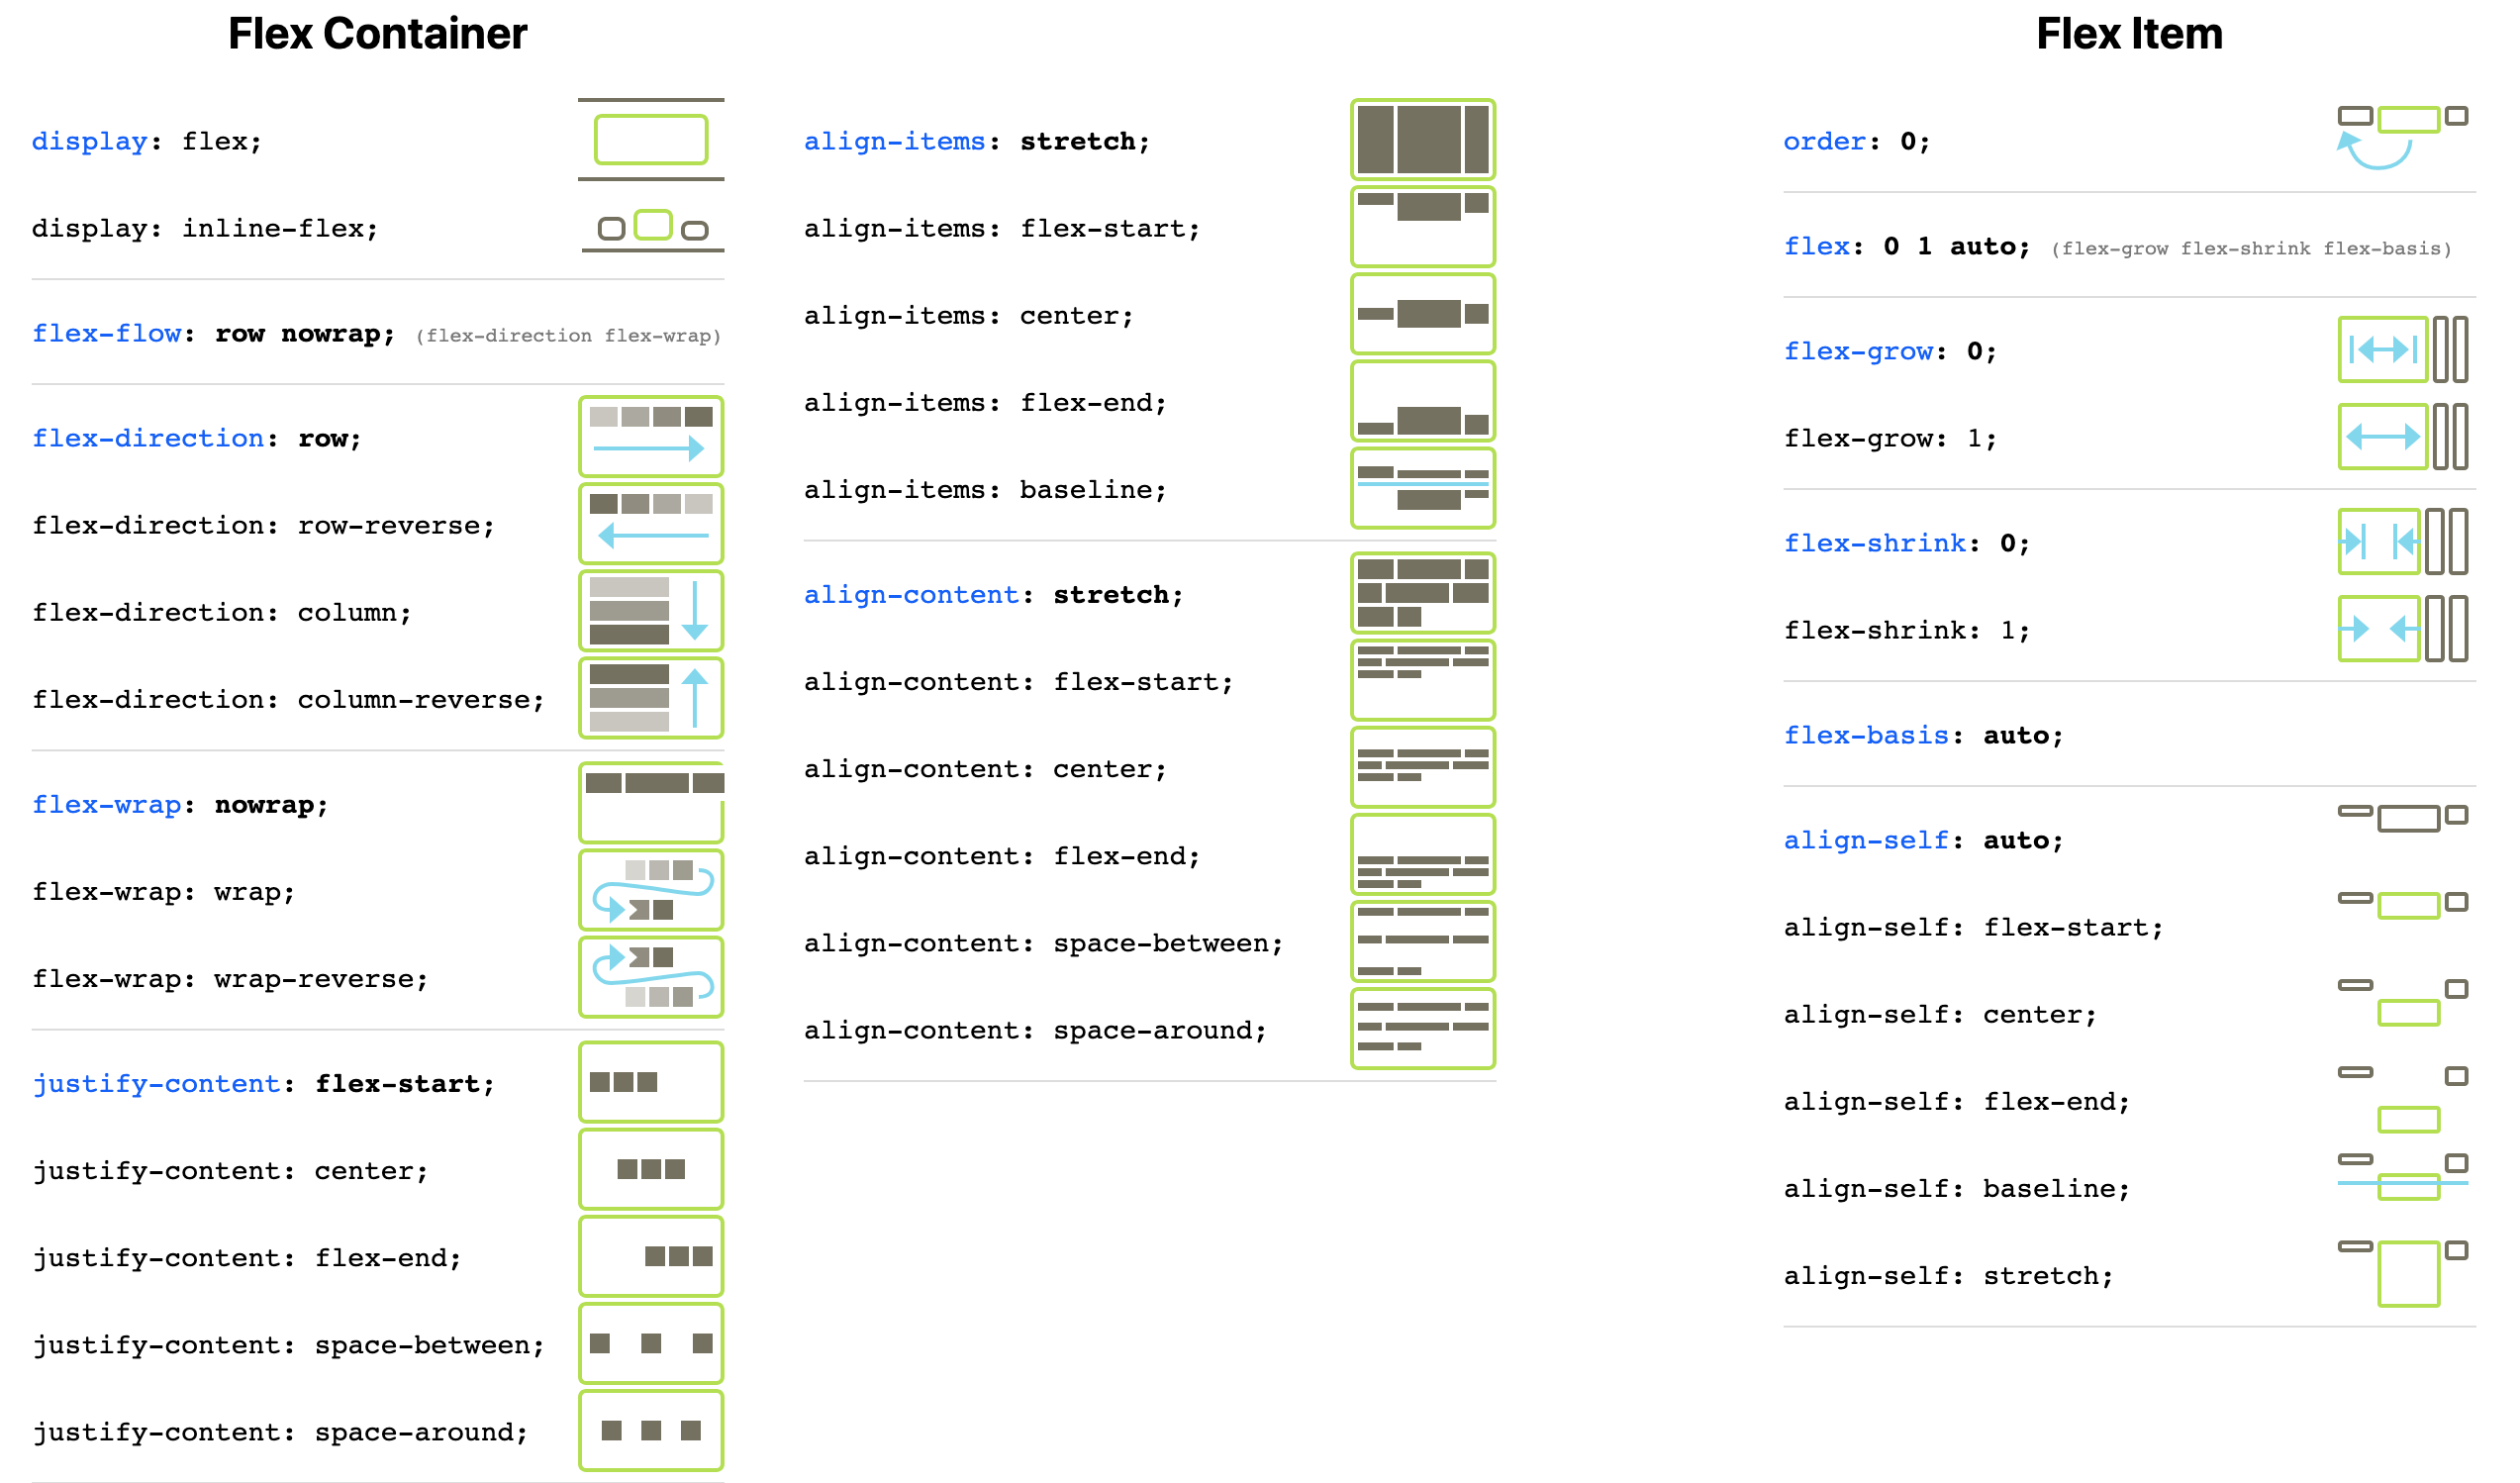 Flex Container
display: flex;
display: inline-flex;
flex-flow: row nowrap; (flex-direction flex-wrap)
flex-direction: row;
flex-direction: row-reverse;
flex-direction: column;
flex-direction: column-reverse;
flex-wrap: nowrap;
flex-wrap: wrap;
flex-wrap: wrap-reverse;
justify-content: flex-start;
justify-content: center;
justify-content: flex-end;
justify-content: space-between;
justify-content: space-around;
align-items: stretch;
align-items: flex-start;
align-items: center;
align-items: flex-end;
align-items: baseline;
align-content: stretch;
align-content: flex-start;
align-content: center;
align-content: flex-end;
align-content: space-between;
align-content: space-around;
Flex Item
order: 0;
flex: 0 1 auto; (flex-grow flex-shrink flex-basis)
flex-grow: 0;
flex-grow: 1;
flex-shrink: 0;
flex-shrink: 1;
flex-basis: auto;
align-self: auto;
align-self: flex-start;
align-self: center;
align-self: flex-end;
align-self: baseline;
align-self: stretch;